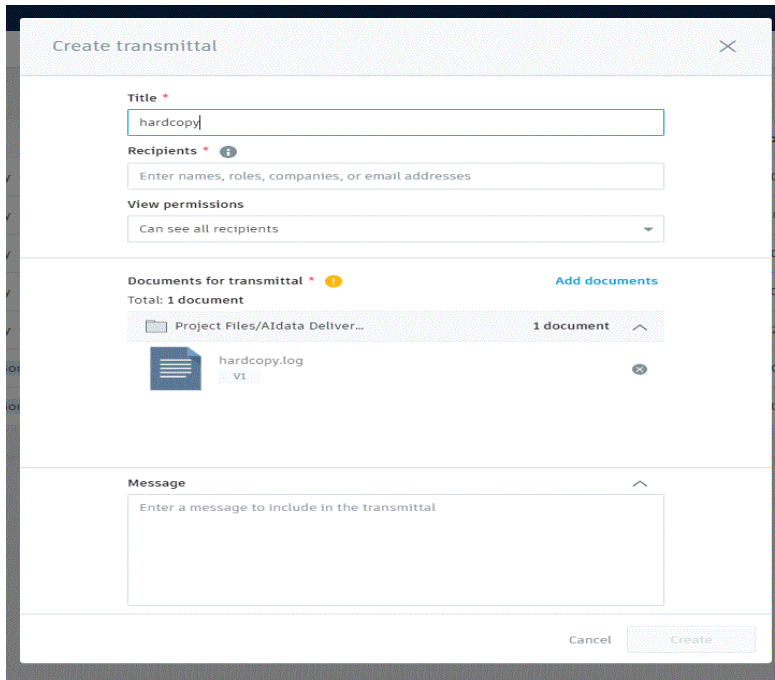 Create transmittal
Title *
hardcopy
Recipients *
Enter names, roles, companies, or email addresses
View permissions
Can see all recipients
Documents for transmittal *
Add documents
Total: 1 document
Project Files/AIdata Deliver...
1 document
hardcopy.log
V1
Message
Enter a message to include in the transmittal
Cancel
Create